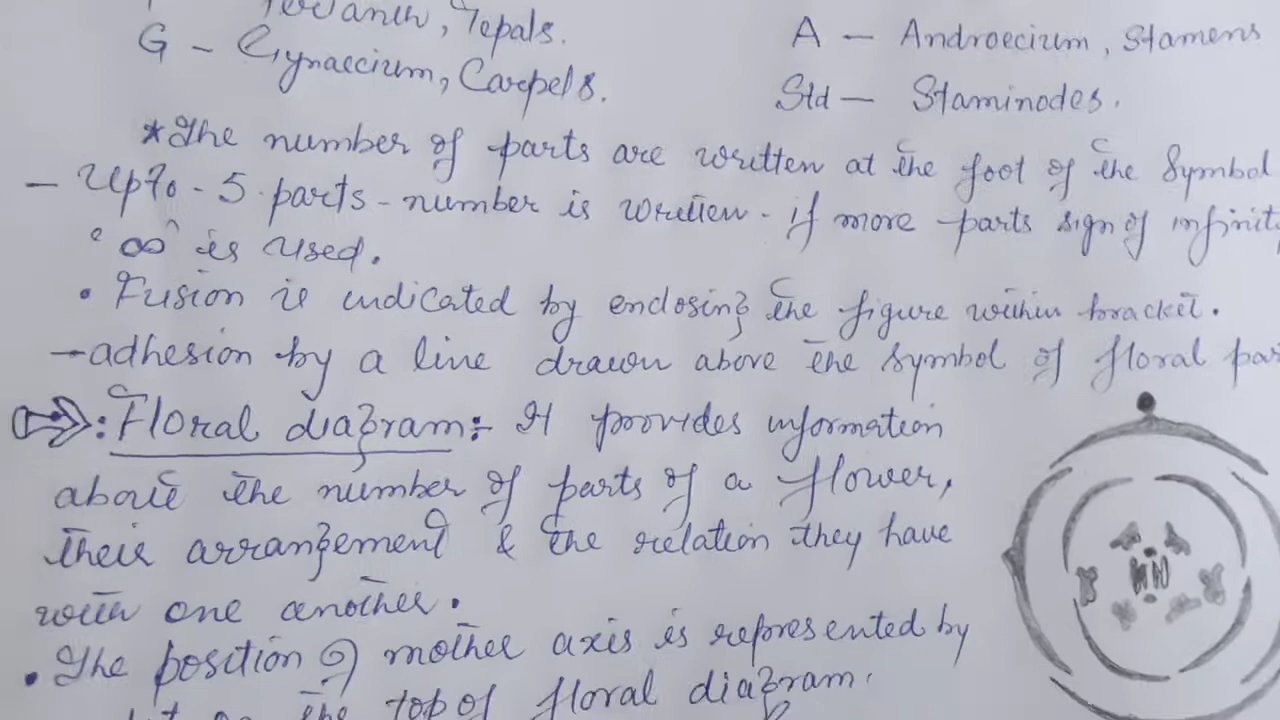 Tepals.
G - Gynaecium, Carpels.
A - Androecium, Stamens
Std - Staminodes.
*The number of parts are written at the foot of the Symbol
- Upto - 5 parts - number is written. if more parts sign of infinity
"∞" is used.
• Fusion is indicated by enclosing the figure within bracket.
- adhesion by a line drawn above the symbol of floral
Floral diagram:- It provides information
about the number of parts of a flower,
their arrangement & the relation they have
with one another.
• The position of mother axis is represented by
the top of floral diagram.